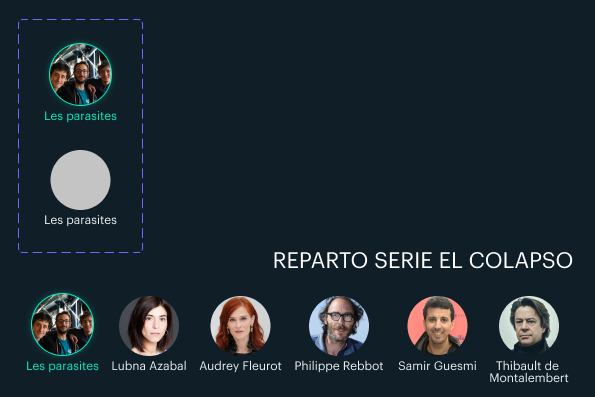 Les parasites
Les parasites
REPARTO SERIE EL COLAPSO
Les parasites
Lubna Azabal
Audrey Fleurot
Philippe Rebbot
Samir Guesmi
Thibault de
Montalembert